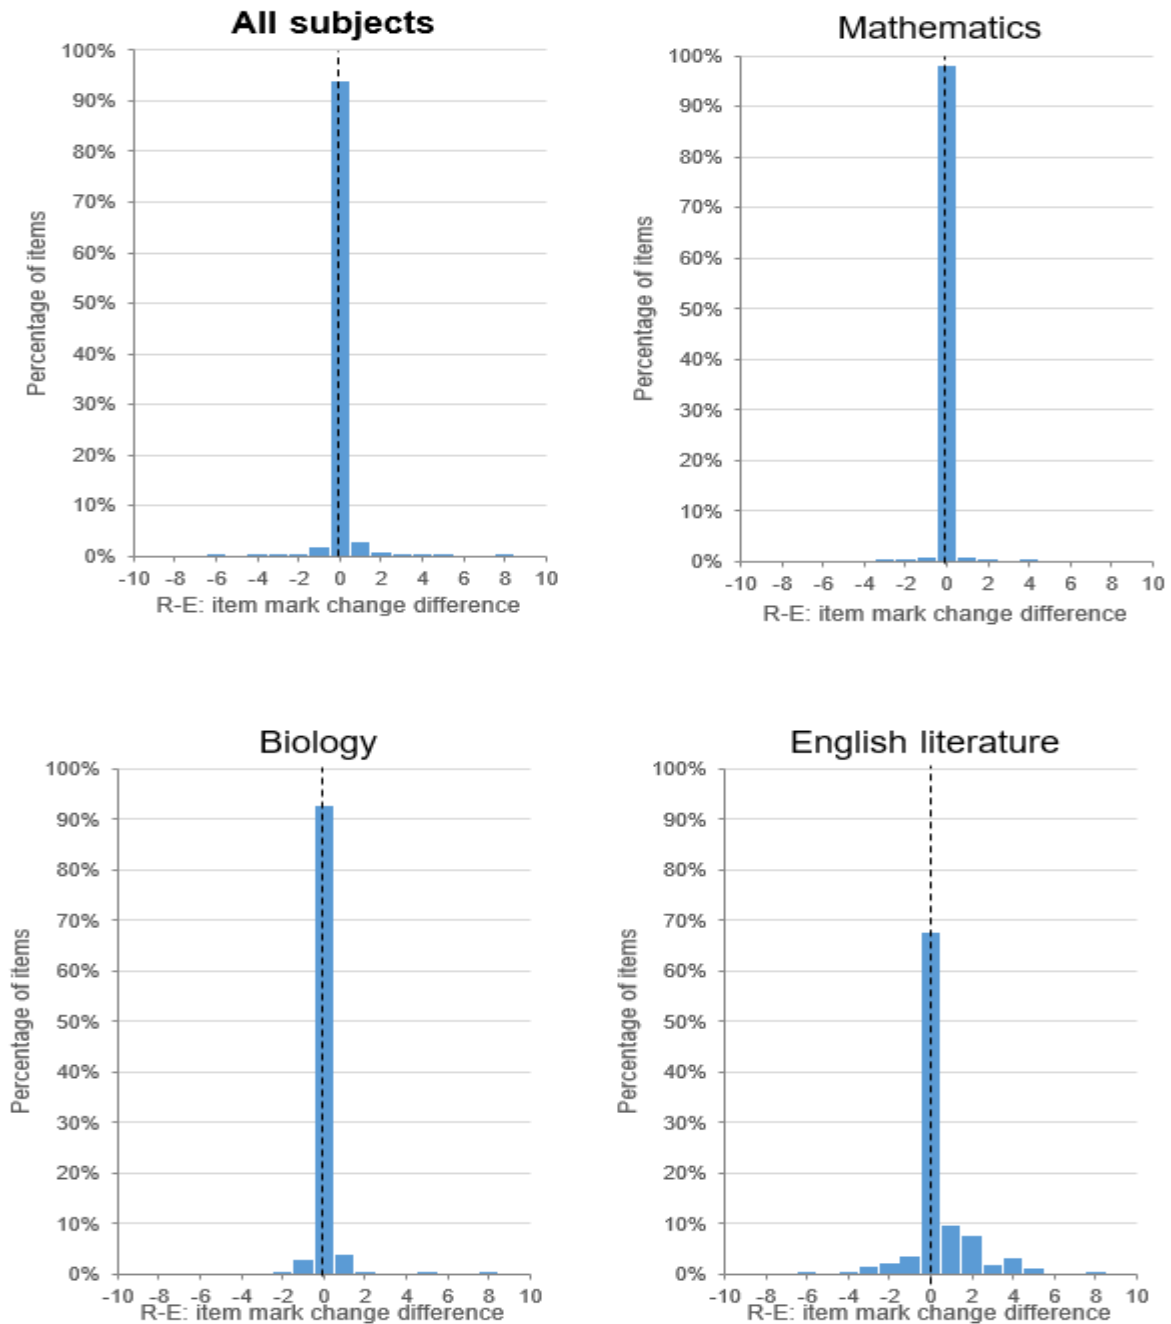 All subjects
100%
90%
80%
70%
60%
50%
40%
30%
20%
10%
0%
Percentage of items
-10 -8 -6 -4 -2 0 2 4 6 8 10
R-E: item mark change difference
Mathematics
100%
90%
80%
70%
60%
50%
40%
30%
20%
10%
0%
Percentage of items
-10 -8 -6 -4 -2 0 2 4 6 8 10
R-E: item mark change difference
Biology
100%
90%
80%
70%
60%
50%
40%
30%
20%
10%
0%
Percentage of items
-10 -8 -6 -4 -2 0 2 4 6 8 10
R-E: item mark change difference
English literature
100%
90%
80%
70%
60%
50%
40%
30%
20%
10%
0%
Percentage of items
-10 -8 -6 -4 -2 0 2 4 6 8 10
R-E: item mark change difference